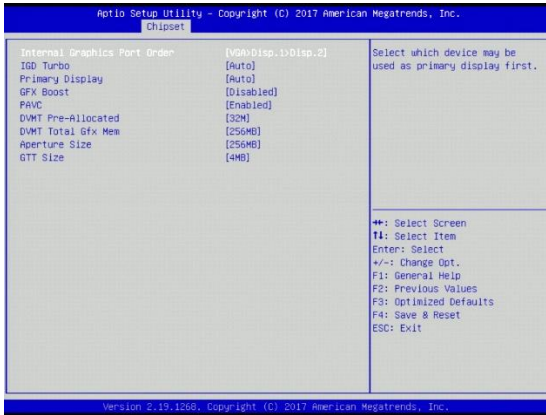 Aptio Setup Utility – Copyright (C) 2017 American Megatrends, Inc.
Chipset
Internal Graphics Port Order [VGA>Disp.1>Disp.2]
IGD Turbo [Auto]
Primary Display [Auto]
GFX Boost [Disabled]
PAVC [Enabled]
DVMT Pre-Allocated [32M]
DVMT Total Gfx Mem [256MB]
Aperture Size [256MB]
GTT Size [4MB]
Select which device may be
used as primary display first.
→←: Select Screen
↑↓: Select Item
Enter: Select
+/-: Change Opt.
F1: General Help
F2: Previous Values
F3: Optimized Defaults
F4: Save & Reset
ESC: Exit
Version 2.19.1268. Copyright (C) 2017 American Megatrends, Inc.